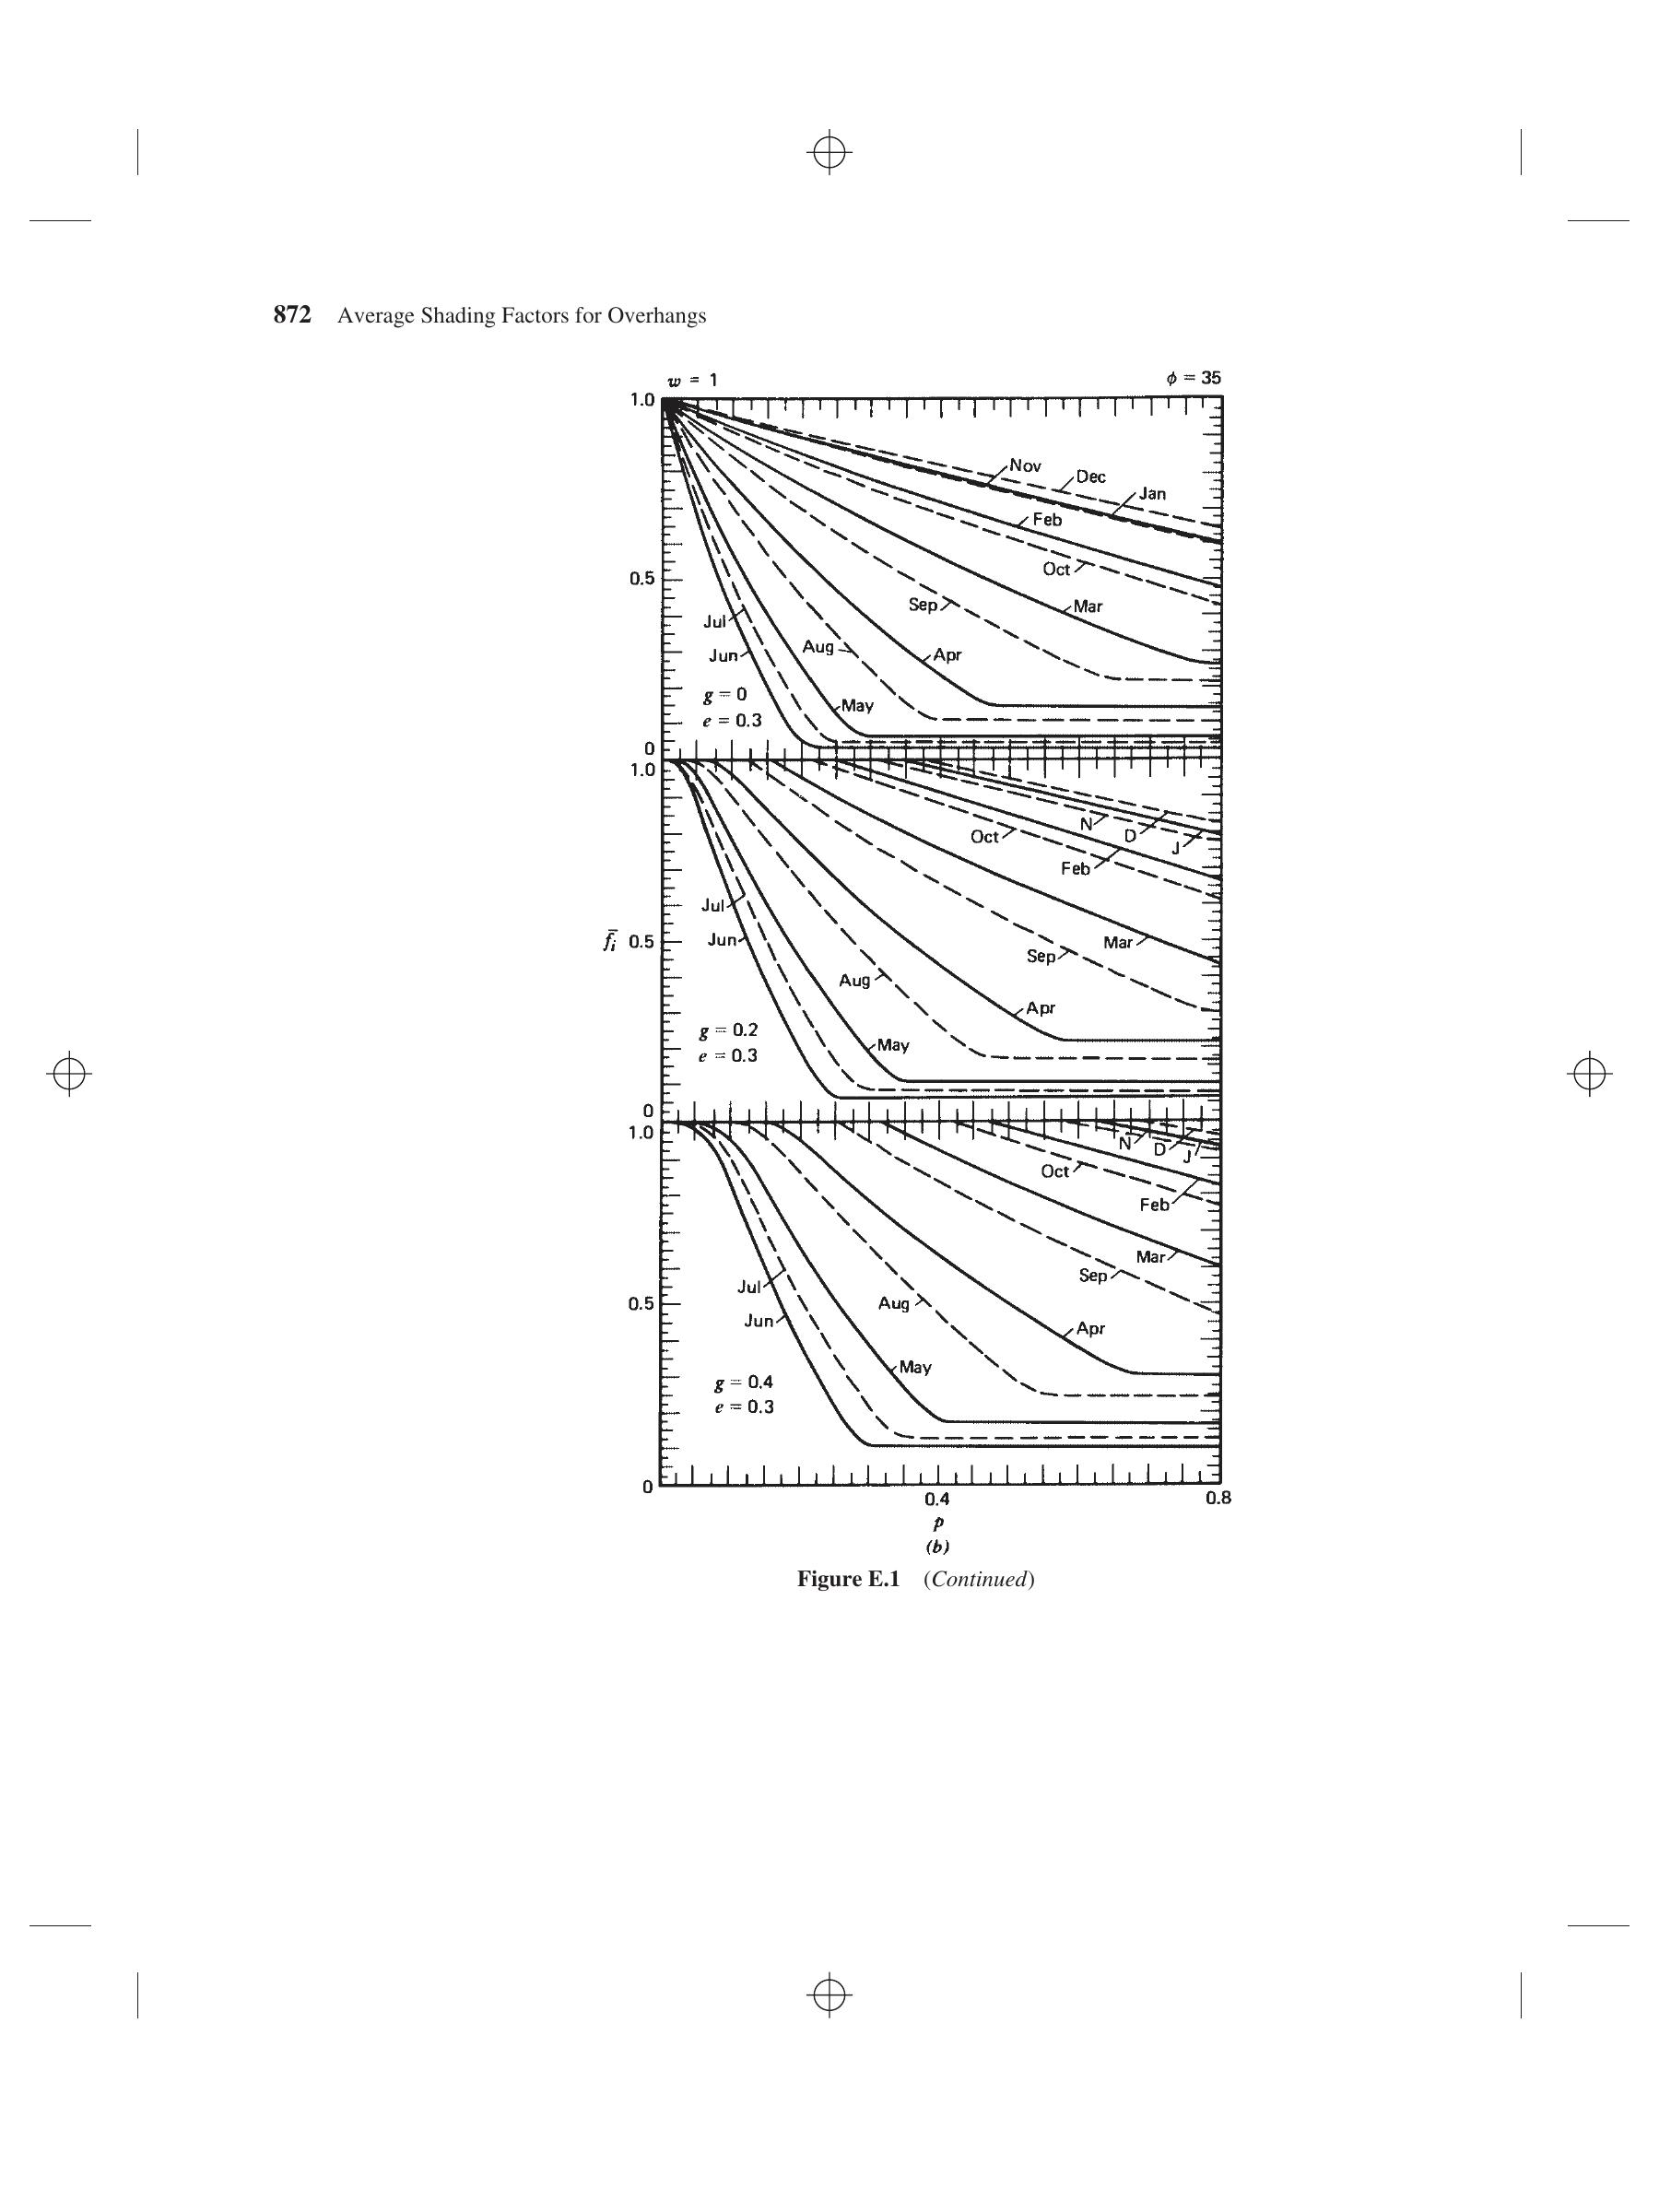 872 Average Shading Factors for Overhangs
w = 1
ϕ = 35
1.0
Nov
Dec
Jan
Feb
0.5
Oct
Sep
Mar
Jul
Aug
Apr
Jun
g = 0
May
e = 0.3
0
1.0
N
D
Oct
J
Feb
Jul
f̄i 0.5
Jun
Mar
Sep
Aug
Apr
g = 0.2
May
e = 0.3
0
1.0
N
D
J
Oct
Feb
Mar
Sep
Jul
0.5
Aug
Jun
Apr
May
g = 0.4
e = 0.3
0
0.4
0.8
p
(b)
Figure E.1 (Continued)